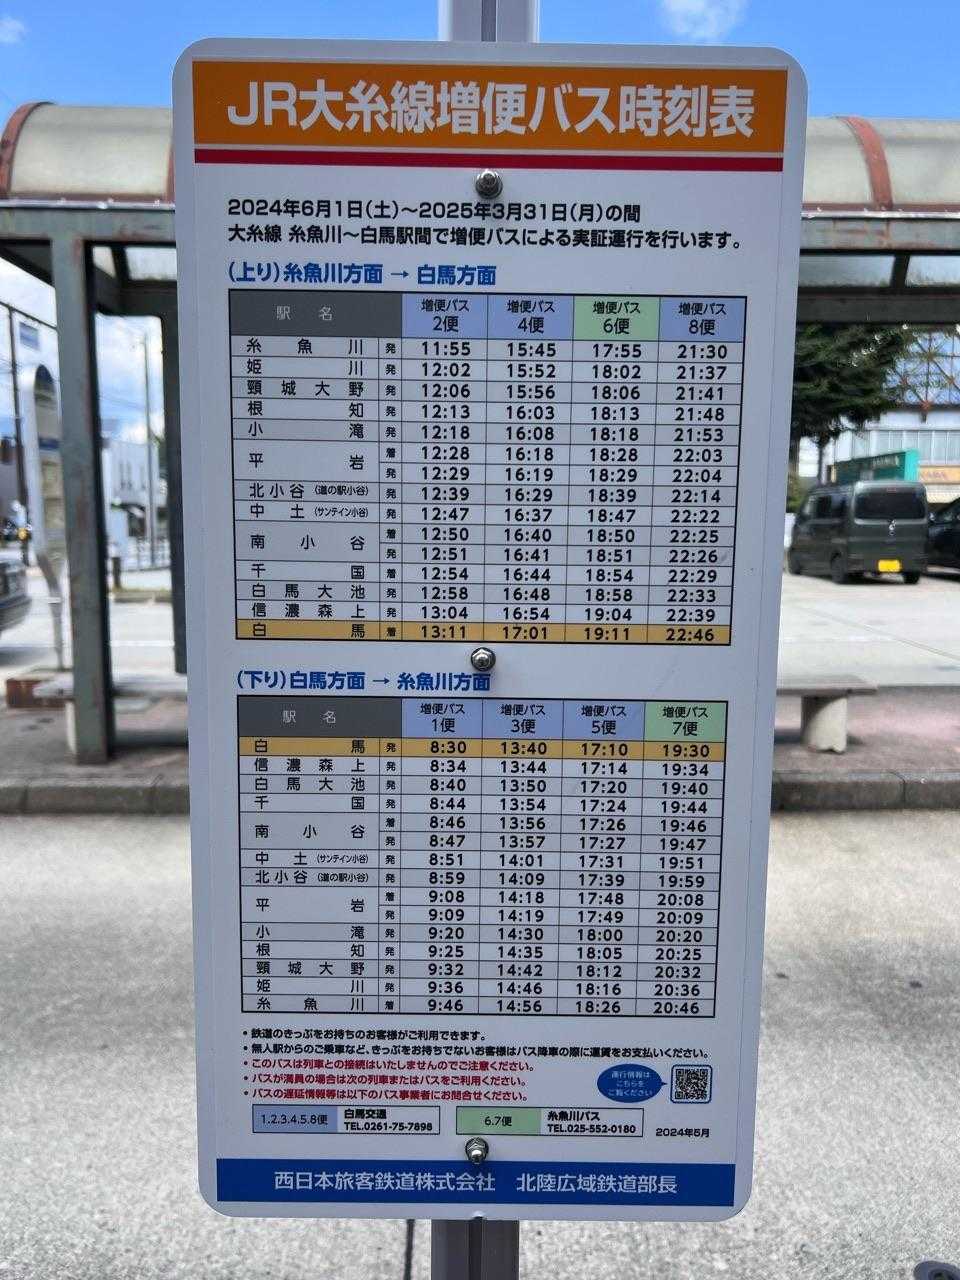 JR大糸線増便バス時刻表
2024年6月1日(土)～2025年3月31日(月)の間
大糸線 糸魚川～白馬駅間で増便バスによる実証運行を行います。
(上り)糸魚川方面 → 白馬方面
駅名 増便バス2便 増便バス4便 増便バス6便 増便バス8便
糸魚川 発 11:55 15:45 17:55 21:30
姫川 発 12:02 15:52 18:02 21:37
頸城大野 発 12:06 15:56 18:06 21:41
根知 発 12:13 16:03 18:13 21:48
小滝 発 12:18 16:08 18:18 21:53
平岩 着 12:28 16:18 18:28 22:03
発 12:29 16:19 18:29 22:04
北小谷(道の駅小谷) 発 12:39 16:29 18:39 22:14
中土(サンテイン小谷) 発 12:47 16:37 18:47 22:22
南小谷 着 12:50 16:40 18:50 22:25
発 12:51 16:41 18:51 22:26
千国 着 12:54 16:44 18:54 22:29
白馬大池 発 12:58 16:48 18:58 22:33
信濃森上 発 13:04 16:54 19:04 22:39
白馬 着 13:11 17:01 19:11 22:46
(下り)白馬方面 → 糸魚川方面
駅名 増便バス1便 増便バス3便 増便バス5便 増便バス7便
白馬 発 8:30 13:40 17:10 19:30
信濃森上 発 8:34 13:44 17:14 19:34
白馬大池 発 8:40 13:50 17:20 19:40
千国 発 8:44 13:54 17:24 19:44
南小谷 着 8:46 13:56 17:26 19:46
発 8:47 13:57 17:27 19:47
中土(サンテイン小谷) 発 8:51 14:01 17:31 19:51
北小谷(道の駅小谷) 発 8:59 14:09 17:39 19:59
平岩 着 9:08 14:18 17:48 20:08
発 9:09 14:19 17:49 20:09
小滝 発 9:20 14:30 18:00 20:20
根知 発 9:25 14:35 18:05 20:25
頸城大野 発 9:32 14:42 18:12 20:32
姫川 発 9:36 14:46 18:16 20:36
糸魚川 着 9:46 14:56 18:26 20:46
・鉄道のきっぷをお持ちのお客様がご利用できます。
・無人駅からのご乗車など、きっぷをお持ちでないお客様はバス降車の際に運賃をお支払いください。
・このバスは列車との接続はいたしませんのでご注意ください。
・バスが満員の場合は次の列車またはバスをご利用ください。
・バスの遅延情報等は以下のバス事業者にお問合せください。
運行情報は
こちらを
ご覧ください
1.2.3.4.5.8便 白馬交通 TEL.0261-75-7898
6.7便 糸魚川バス TEL.025-552-0180
2024年5月
西日本旅客鉄道株式会社 北陸広域鉄道部長